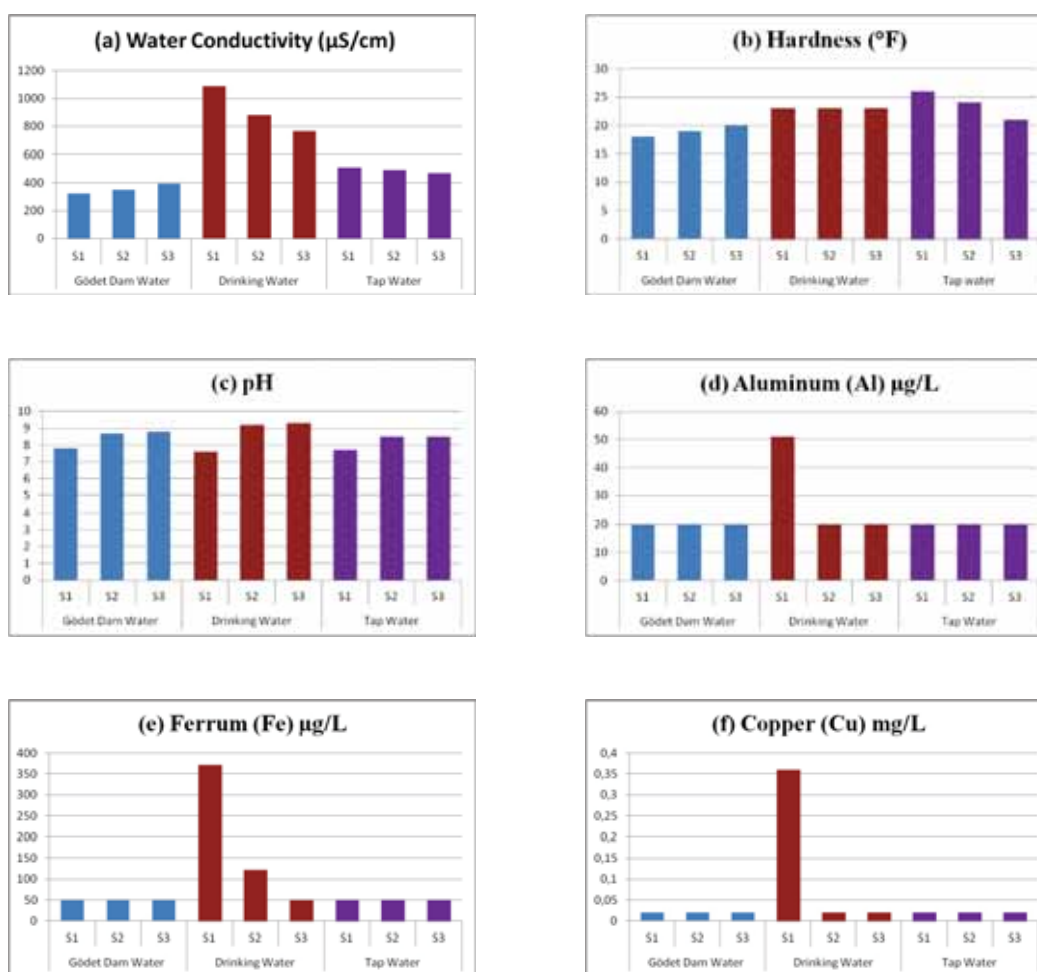 (a) Water Conductivity (µS/cm)
1200
1000
800
600
400
200
0
S1 S2 S3 S1 S2 S3 S1 S2 S3
Gödet Dam Water Drinking Water Tap Water
(b) Hardness (°F)
30
25
20
15
10
5
0
S1 S2 S3 S1 S2 S3 S1 S2 S3
Gödet Dam Water Drinking Water Tap water
(c) pH
10
9
8
7
6
5
4
3
2
1
0
S1 S2 S3 S1 S2 S3 S1 S2 S3
Gödet Dam Water Drinking Water Tap Water
(d) Aluminum (Al) µg/L
60
50
40
30
20
10
0
S1 S2 S3 S1 S2 S3 S1 S2 S3
Gödet Dam Water Drinking Water Tap Water
(e) Ferrum (Fe) µg/L
400
350
300
250
200
150
100
50
0
S1 S2 S3 S1 S2 S3 S1 S2 S3
Gödet Dam Water Drinking Water Tap Water
(f) Copper (Cu) mg/L
0,4
0,35
0,3
0,25
0,2
0,15
0,1
0,05
0
S1 S2 S3 S1 S2 S3 S1 S2 S3
Gödet Dam Water Drinking Water Tap Water